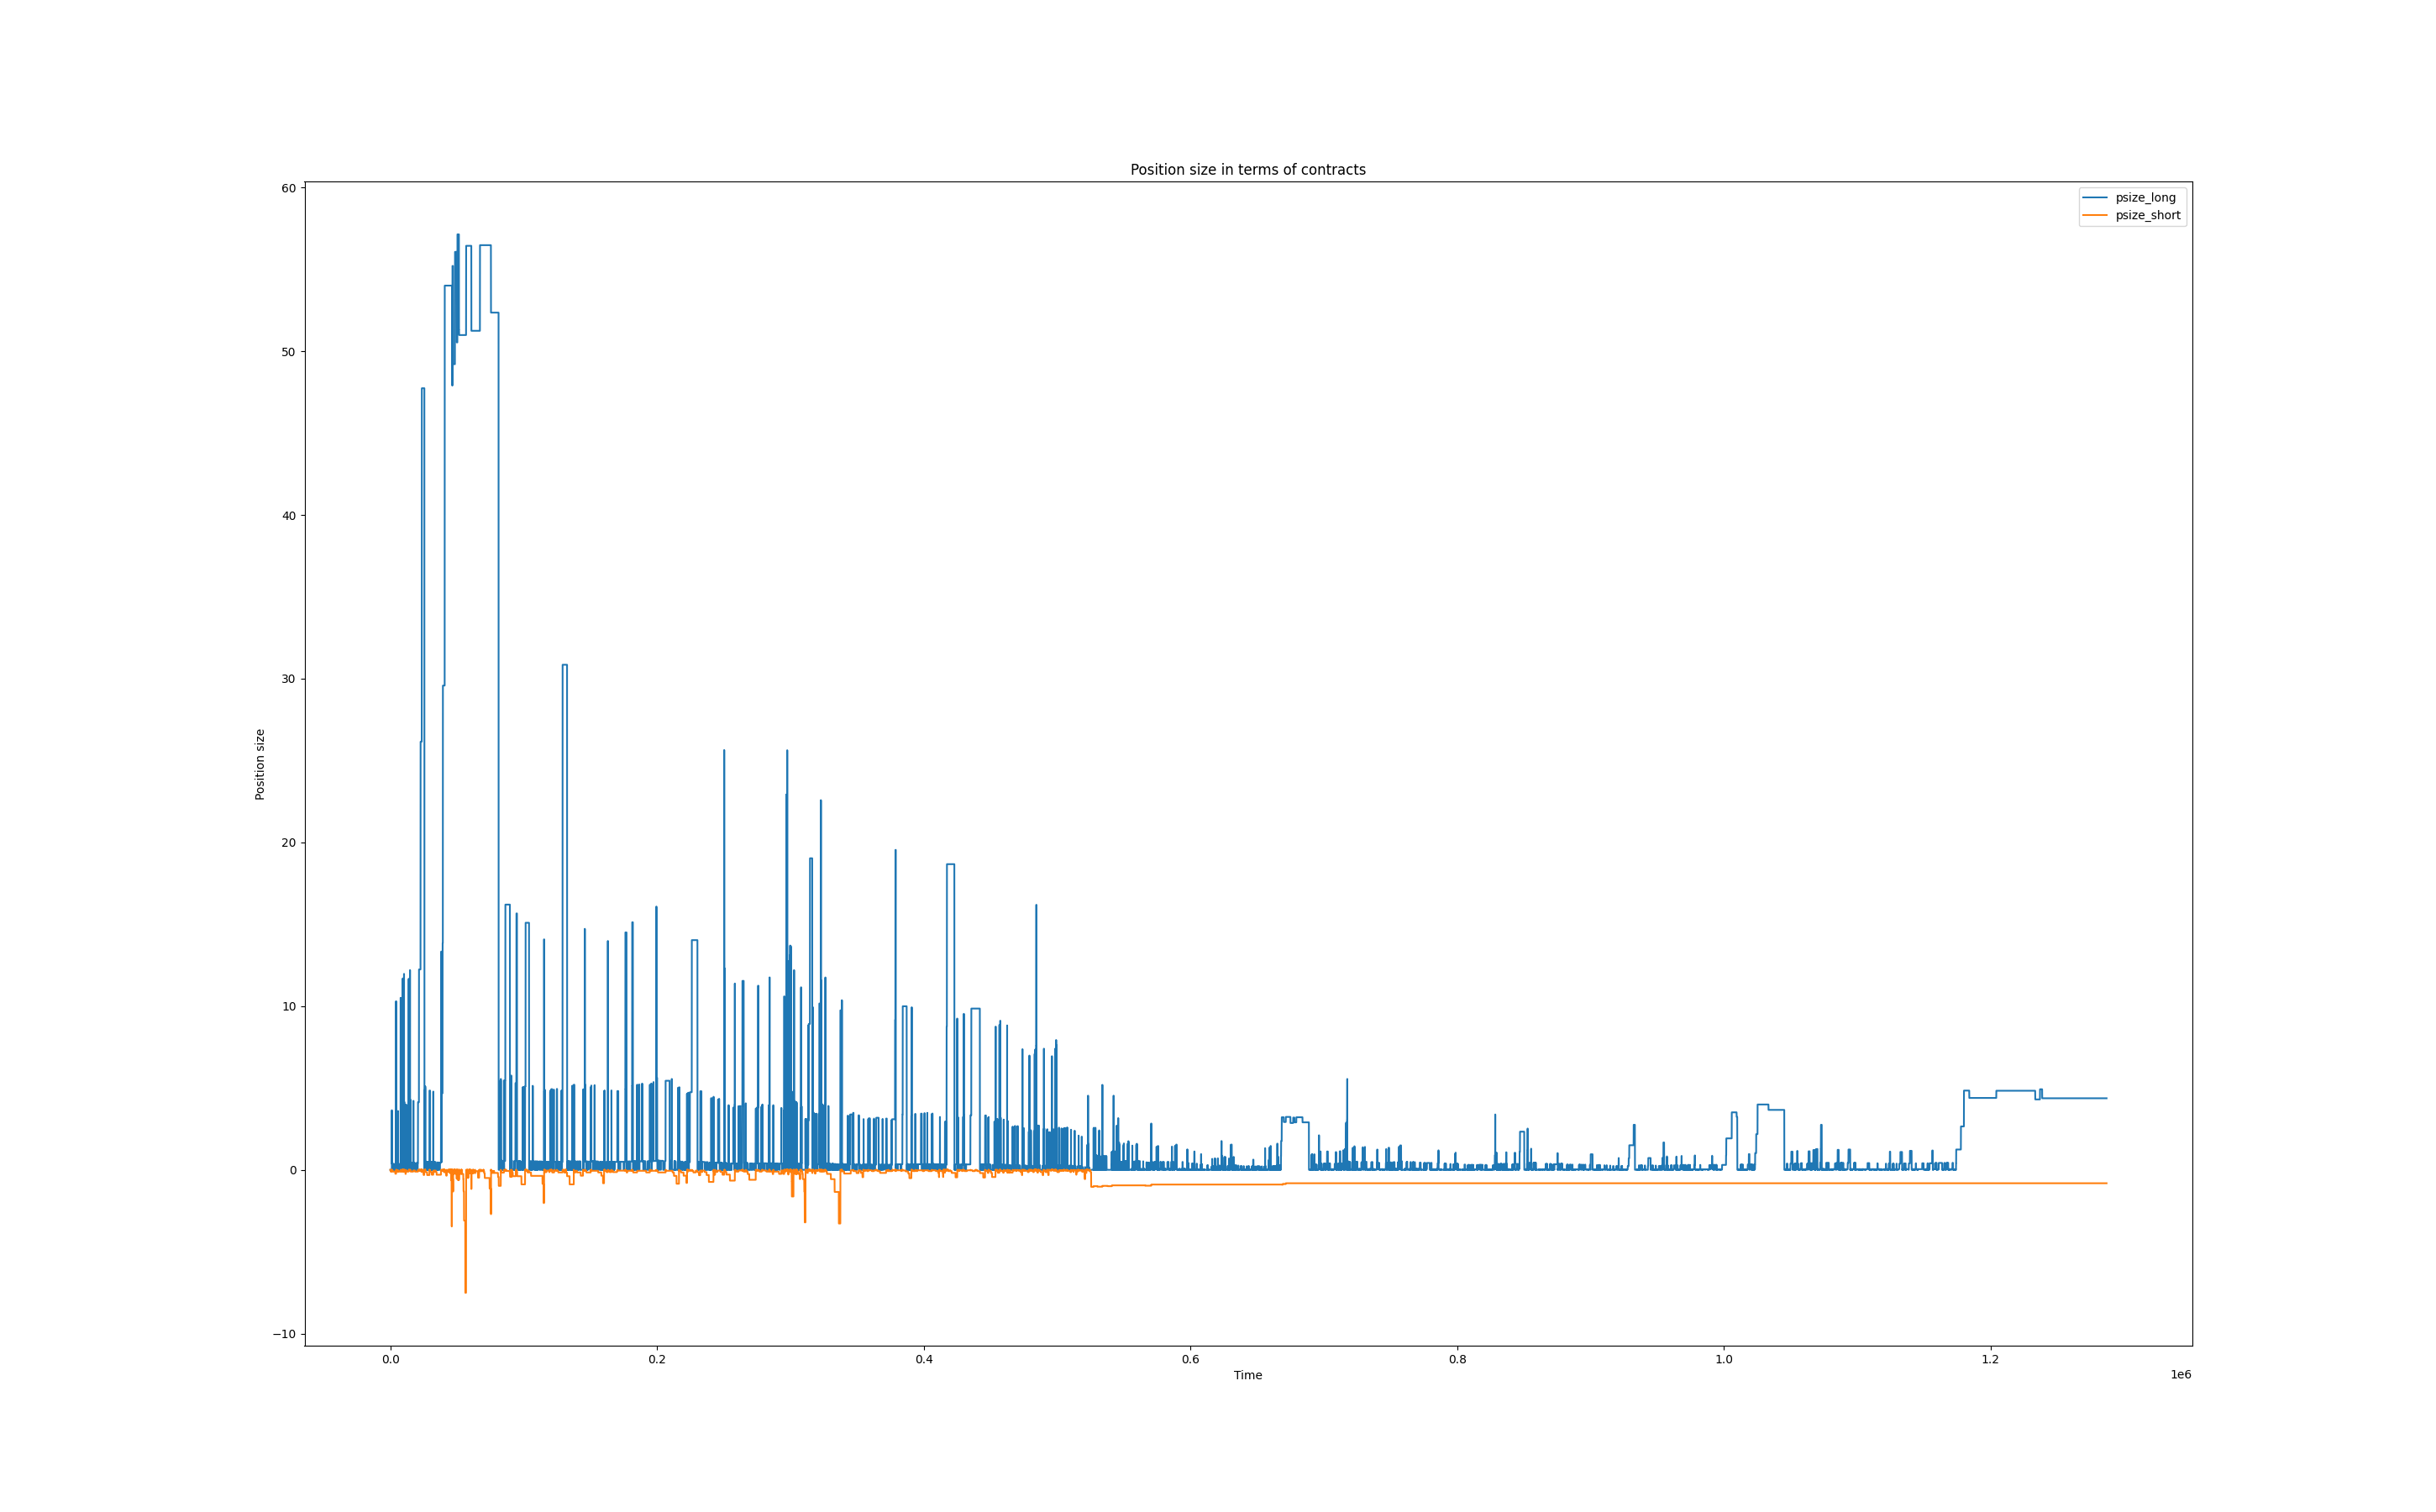 Position size in terms of contracts
psize_long
psize_short
Position size
60
50
40
30
20
10
0
−10
0.0 0.2 0.4 0.6 0.8 1.0 1.2
Time
1e6